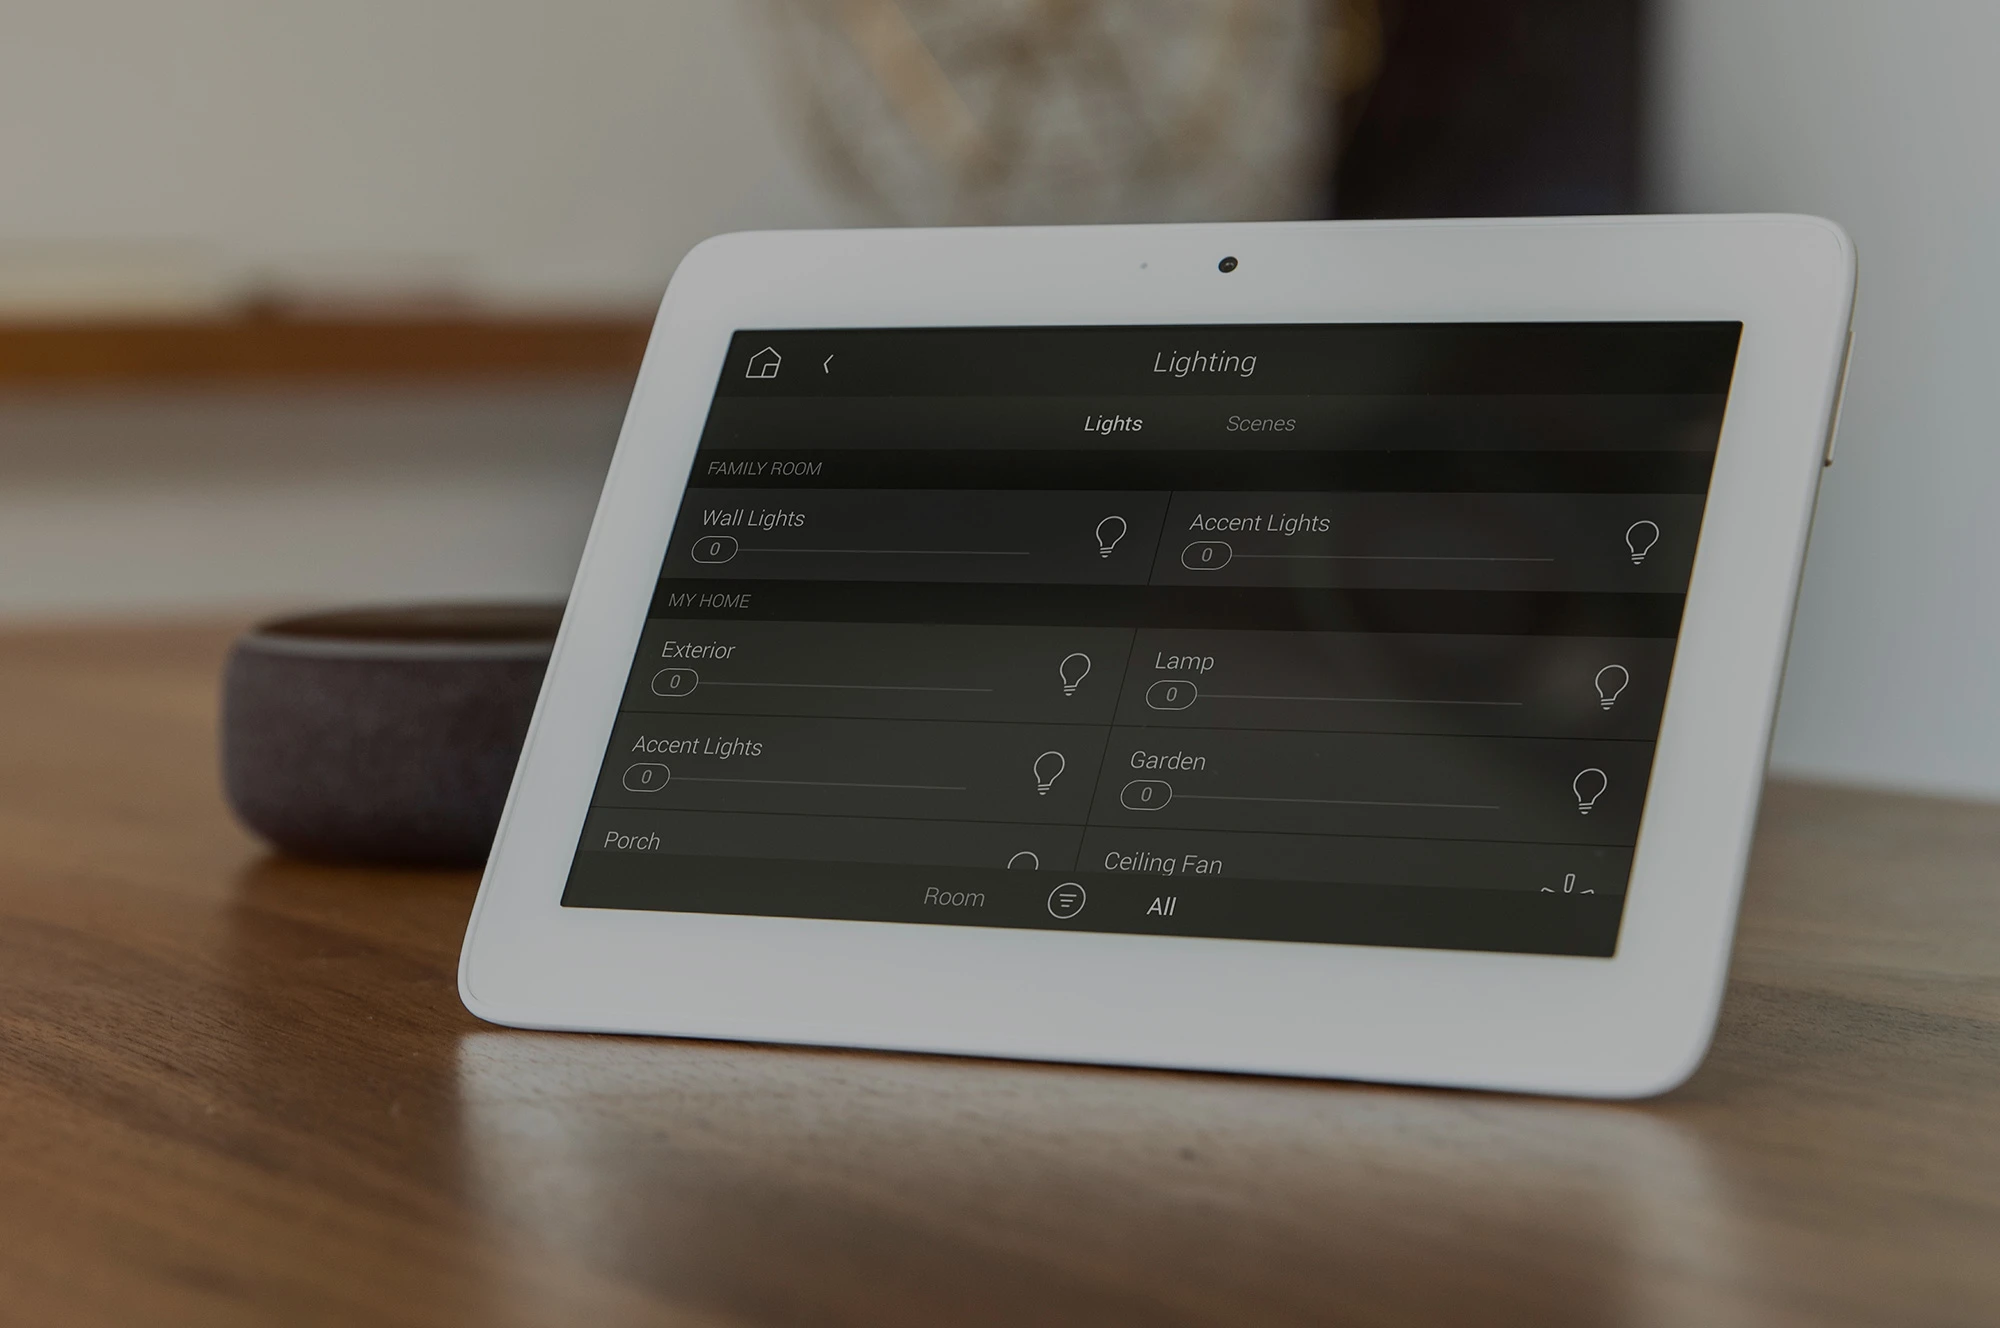 Lighting
Lights Scenes
FAMILY ROOM
Wall Lights Accent Lights
0 0
MY HOME
Exterior Lamp
0 0
Accent Lights Garden
0 0
Porch Ceiling Fan
Room All